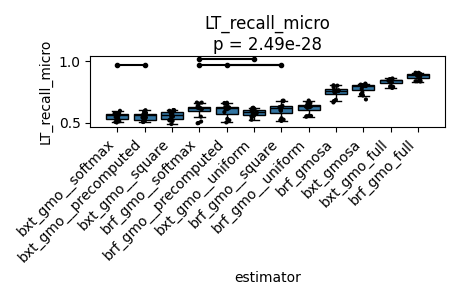 LT_recall_micro
p = 2.49e-28
LT_recall_micro
1.0
0.5
bxt_gmo__softmax
bxt_gmo__precomputed
bxt_gmo__square
brf_gmo__softmax
brf_gmo__precomputed
bxt_gmo__uniform
brf_gmo__square
brf_gmo__uniform
brf_gmosa
bxt_gmosa
bxt_gmo_full
brf_gmo_full
estimator